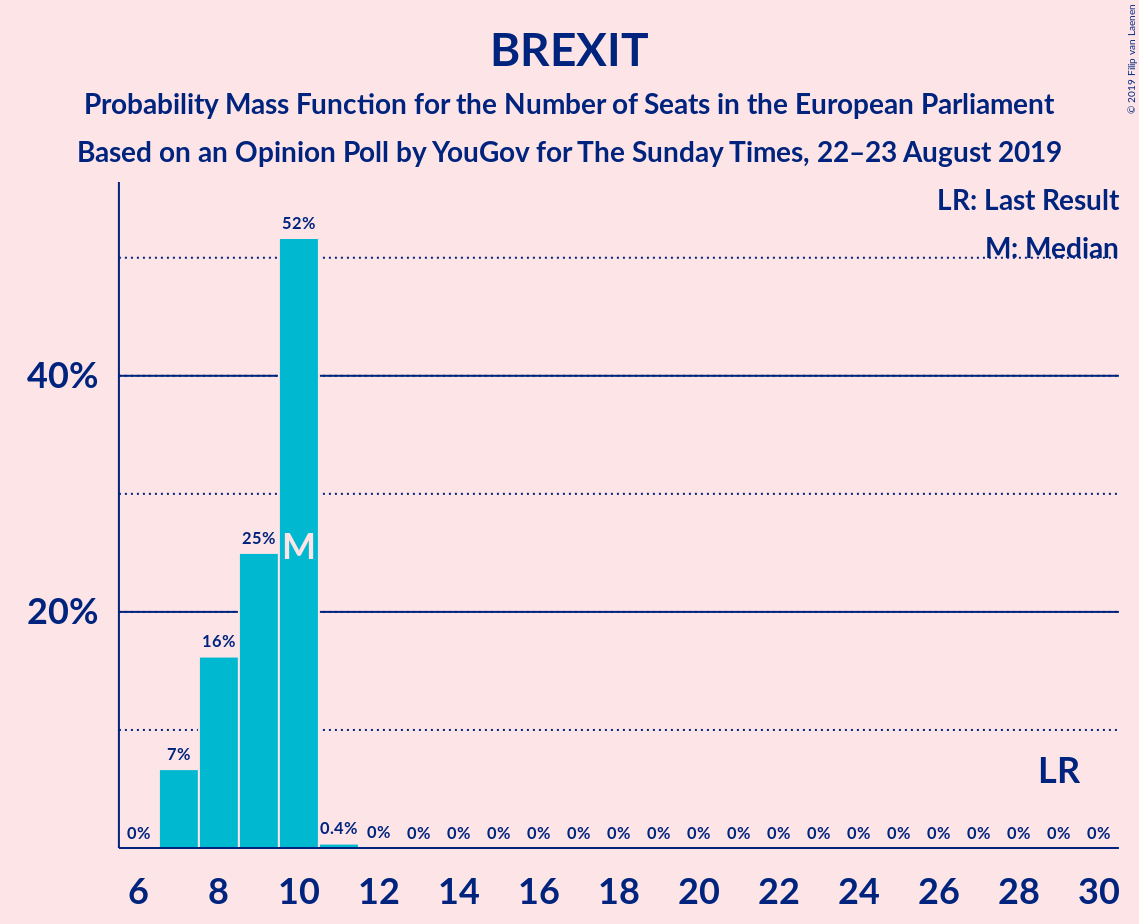 BREXIT
Probability Mass Function for the Number of Seats in the European Parliament
Based on an Opinion Poll by YouGov for The Sunday Times, 22–23 August 2019
© 2019 Filip van Laenen
LR: Last Result
M: Median
52%
40%
25%
M
20%
16%
7%
LR
0%
0.4%
0% 0% 0% 0% 0% 0% 0% 0% 0% 0% 0% 0% 0% 0% 0% 0% 0% 0% 0%
6 8 10 12 14 16 18 20 22 24 26 28 30